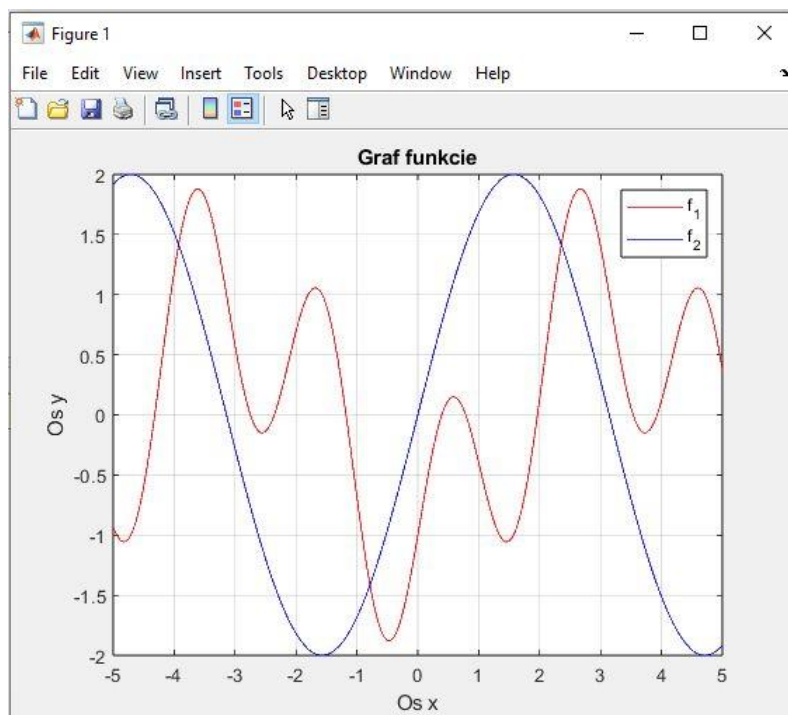 Figure 1
File Edit View Insert Tools Desktop Window Help
Graf funkcie
f1
f2
2
1.5
1
0.5
0
-0.5
-1
-1.5
-2
Os y
-5 -4 -3 -2 -1 0 1 2 3 4 5
Os x